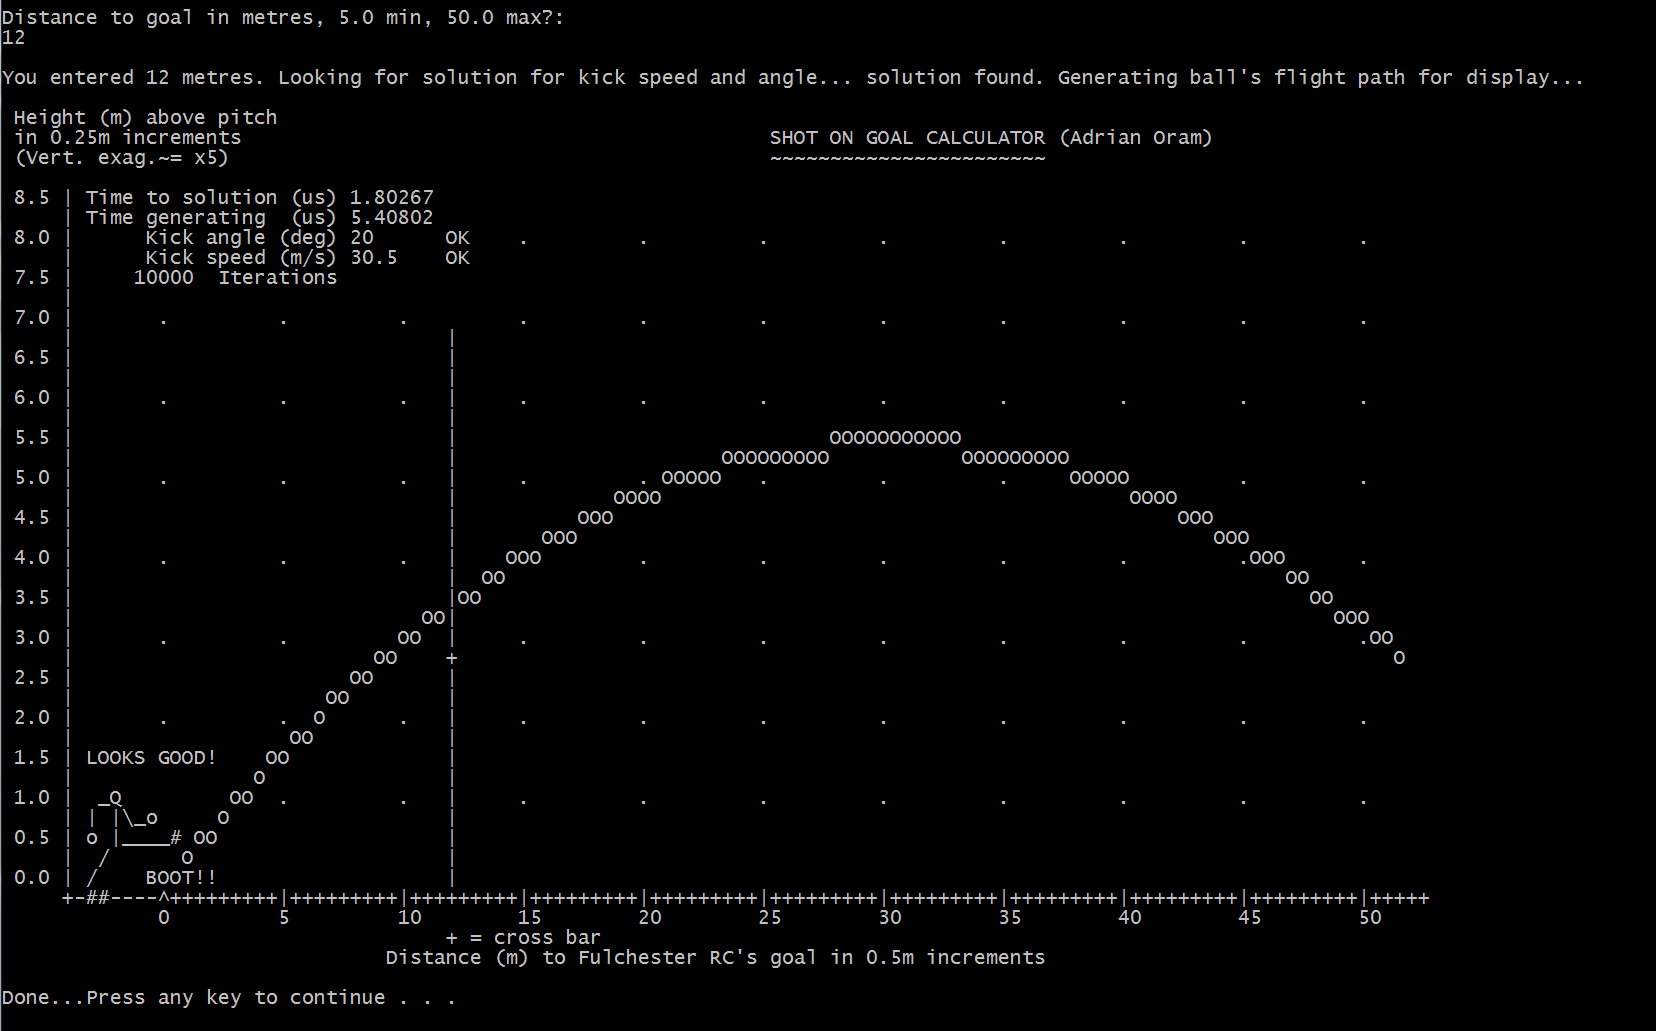 Distance to goal in metres, 5.0 min, 50.0 max?:
12
You entered 12 metres. Looking for solution for kick speed and angle... solution found. Generating ball's flight path for display...
Height (m) above pitch
in 0.25m increments
SHOT ON GOAL CALCULATOR (Adrian Oram)
(Vert. exag.~= x5)
~~~~~~~~~~~~~~~~~~~~~~~
8.5 | Time to solution (us) 1.80267
| Time generating  (us) 5.40802
8.0 | Kick angle (deg) 20 OK
| Kick speed (m/s) 30.5 OK
7.5 | 10000 Iterations
7.0
6.5
6.0
5.5
5.0
4.5
4.0
3.5
3.0
2.5
2.0
1.5 | LOOKS GOOD!
1.0
0.5
0.0 | / BOOT!!
+-##----^+++++++++|+++++++++|+++++++++|+++++++++|+++++++++|+++++++++|+++++++++|+++++++++|+++++++++|+++++++++|+++++
0 5 10 15 20 25 30 35 40 45 50
+ = cross bar
Distance (m) to Fulchester RC's goal in 0.5m increments
Done...Press any key to continue . . .